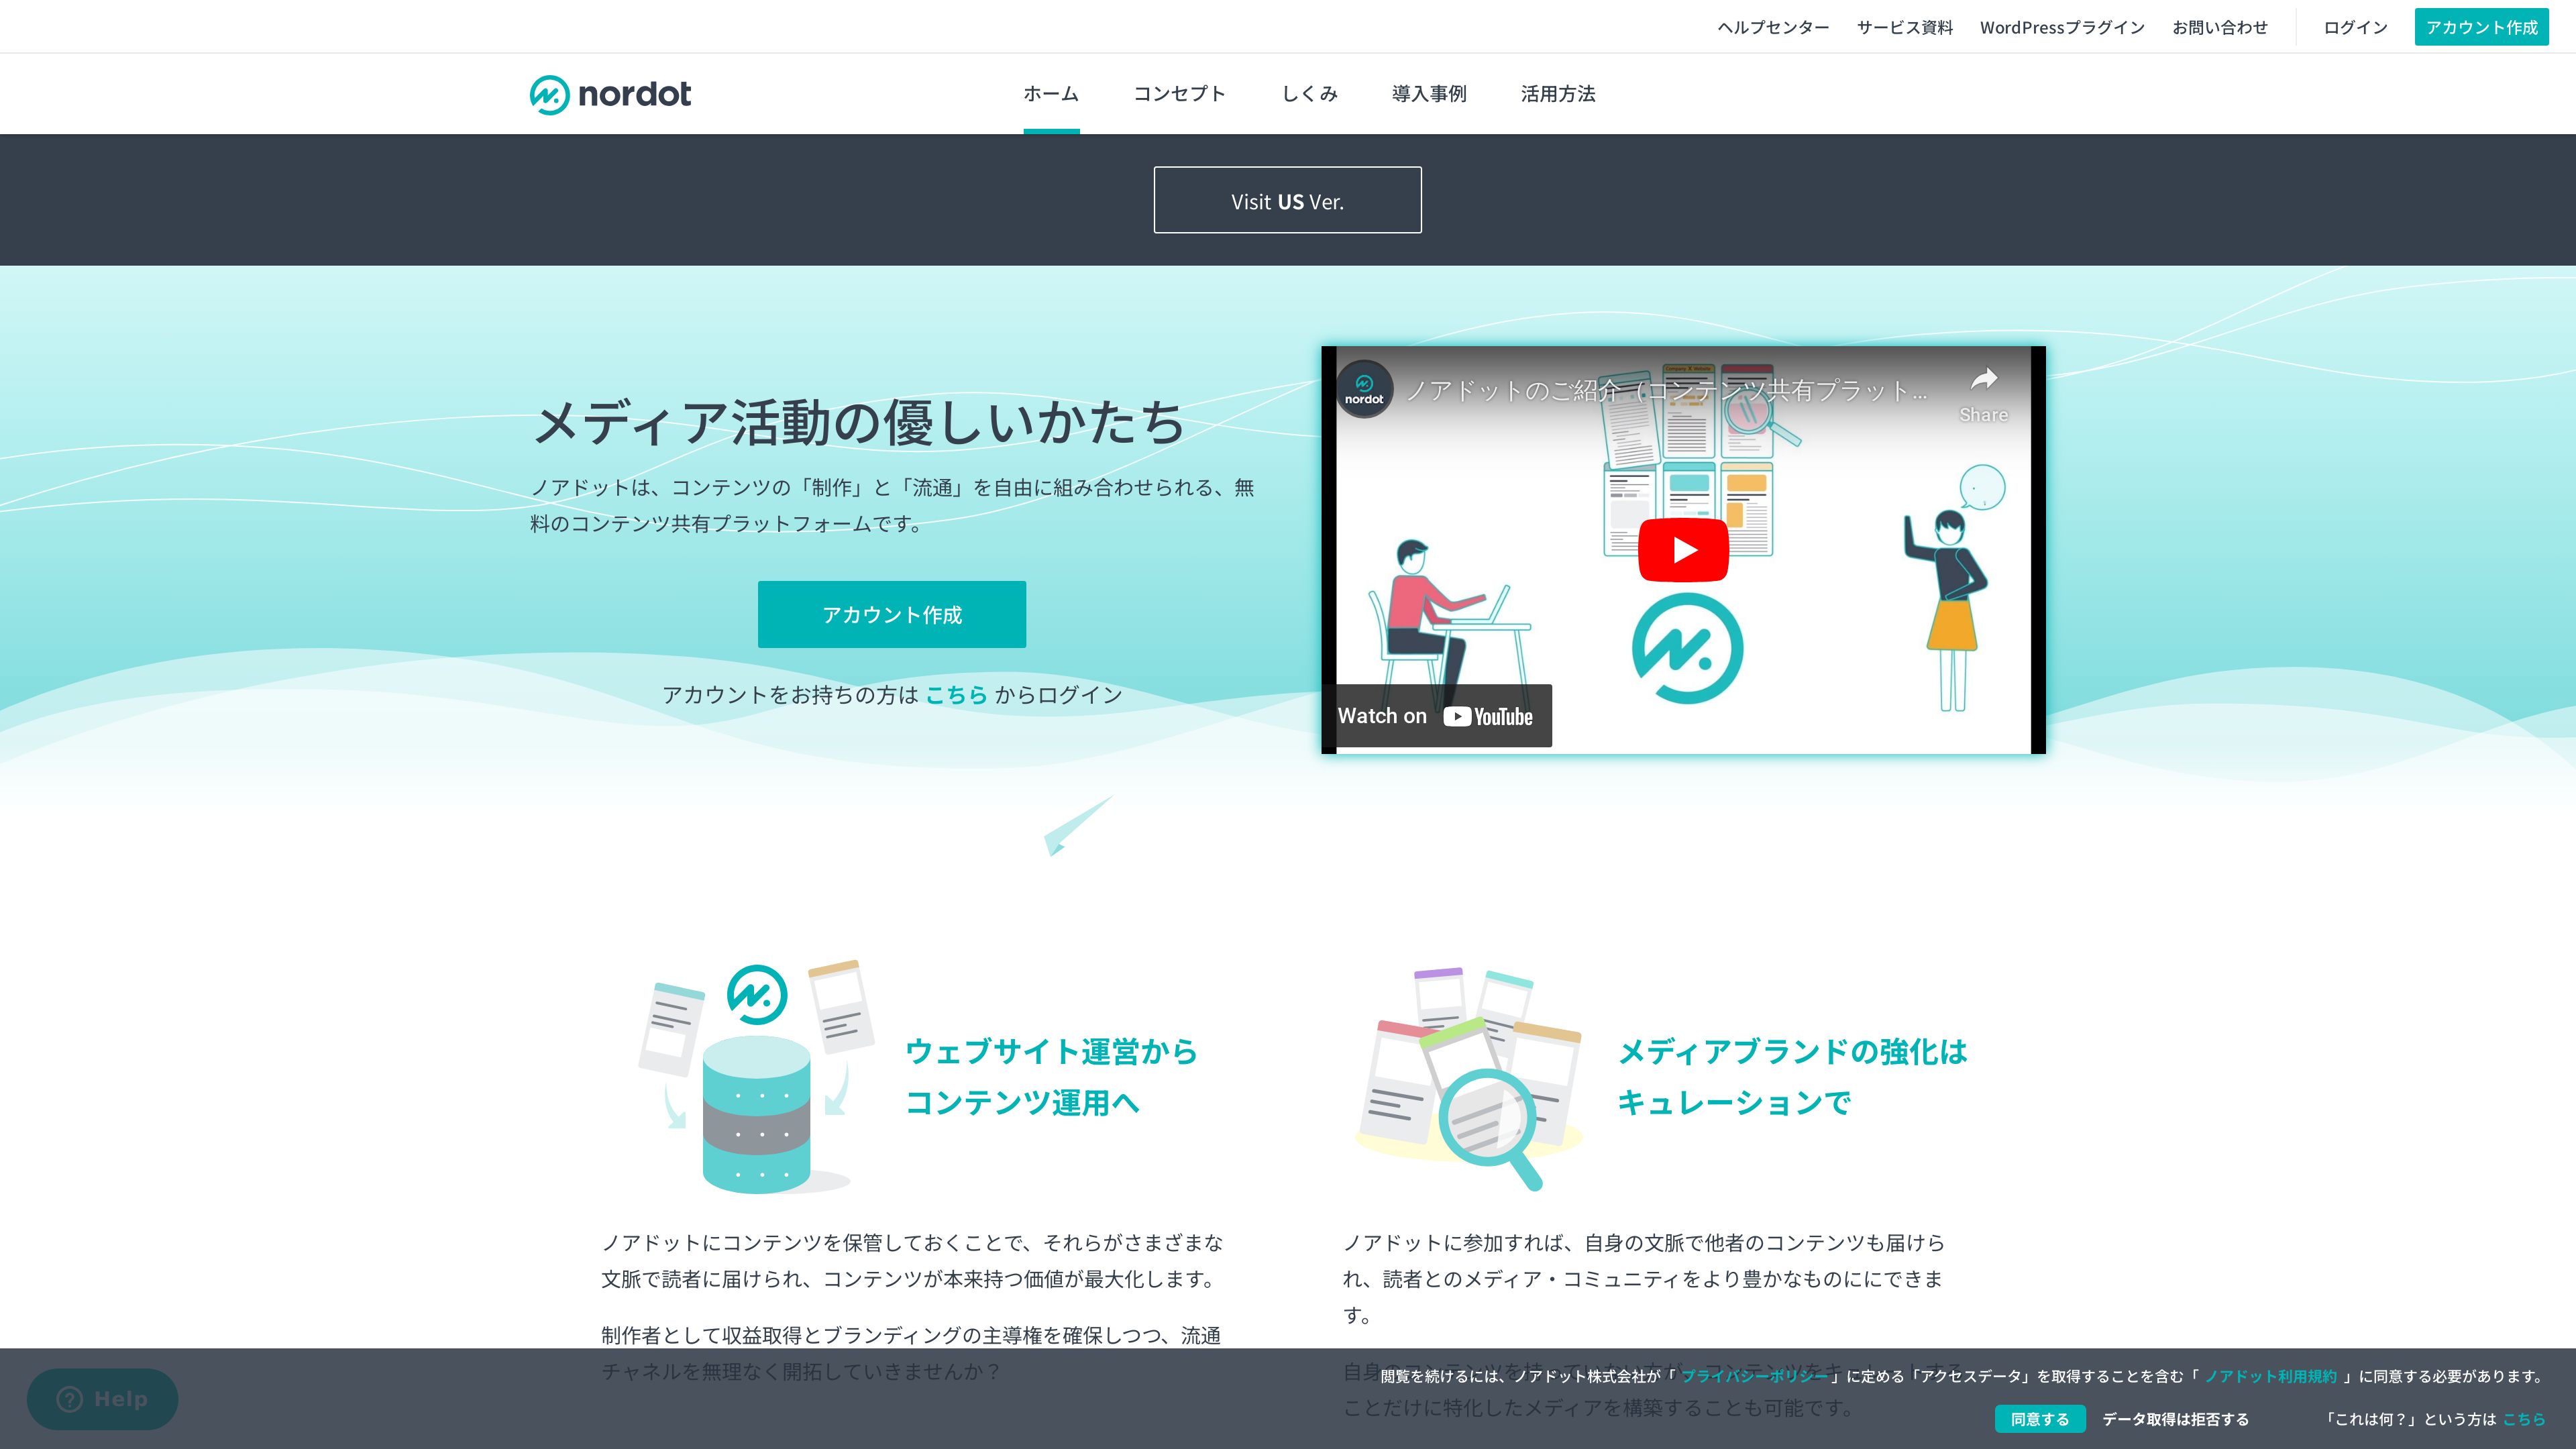 ヘルプセンター サービス資料 WordPressプラグイン お問い合わせ ログイン アカウント作成
nordot ホーム コンセプト しくみ 導入事例 活用方法
Visit US Ver.
メディア活動の優しいかたち
ノアドットは、コンテンツの「制作」と「流通」を自由に組み合わせられる、無
料のコンテンツ共有プラットフォームです。
アカウント作成
アカウントをお持ちの方は こちら からログイン
nordot
ノアドットのご紹介（コンテンツ共有プラット...
Share
Watch on YouTube
ウェブサイト運営から
コンテンツ運用へ
ノアドットにコンテンツを保管しておくことで、それらがさまざまな
文脈で読者に届けられ、コンテンツが本来持つ価値が最大化します。
制作者として収益取得とブランディングの主導権を確保しつつ、流通
チャネルを無理なく開拓していきませんか？
メディアブランドの強化は
キュレーションで
ノアドットに参加すれば、自身の文脈で他者のコンテンツも届けら
れ、読者とのメディア・コミュニティをより豊かなものににできま
す。
ことだけに特化したメディアを構築することも可能です。
Help
閲覧を続けるには、ノアドット株式会社が「 プライバシーポリシー 」に定める「アクセスデータ」を取得することを含む「 ノアドット利用規約 」に同意する必要があります。
同意する データ取得は拒否する 「これは何？」という方は こちら